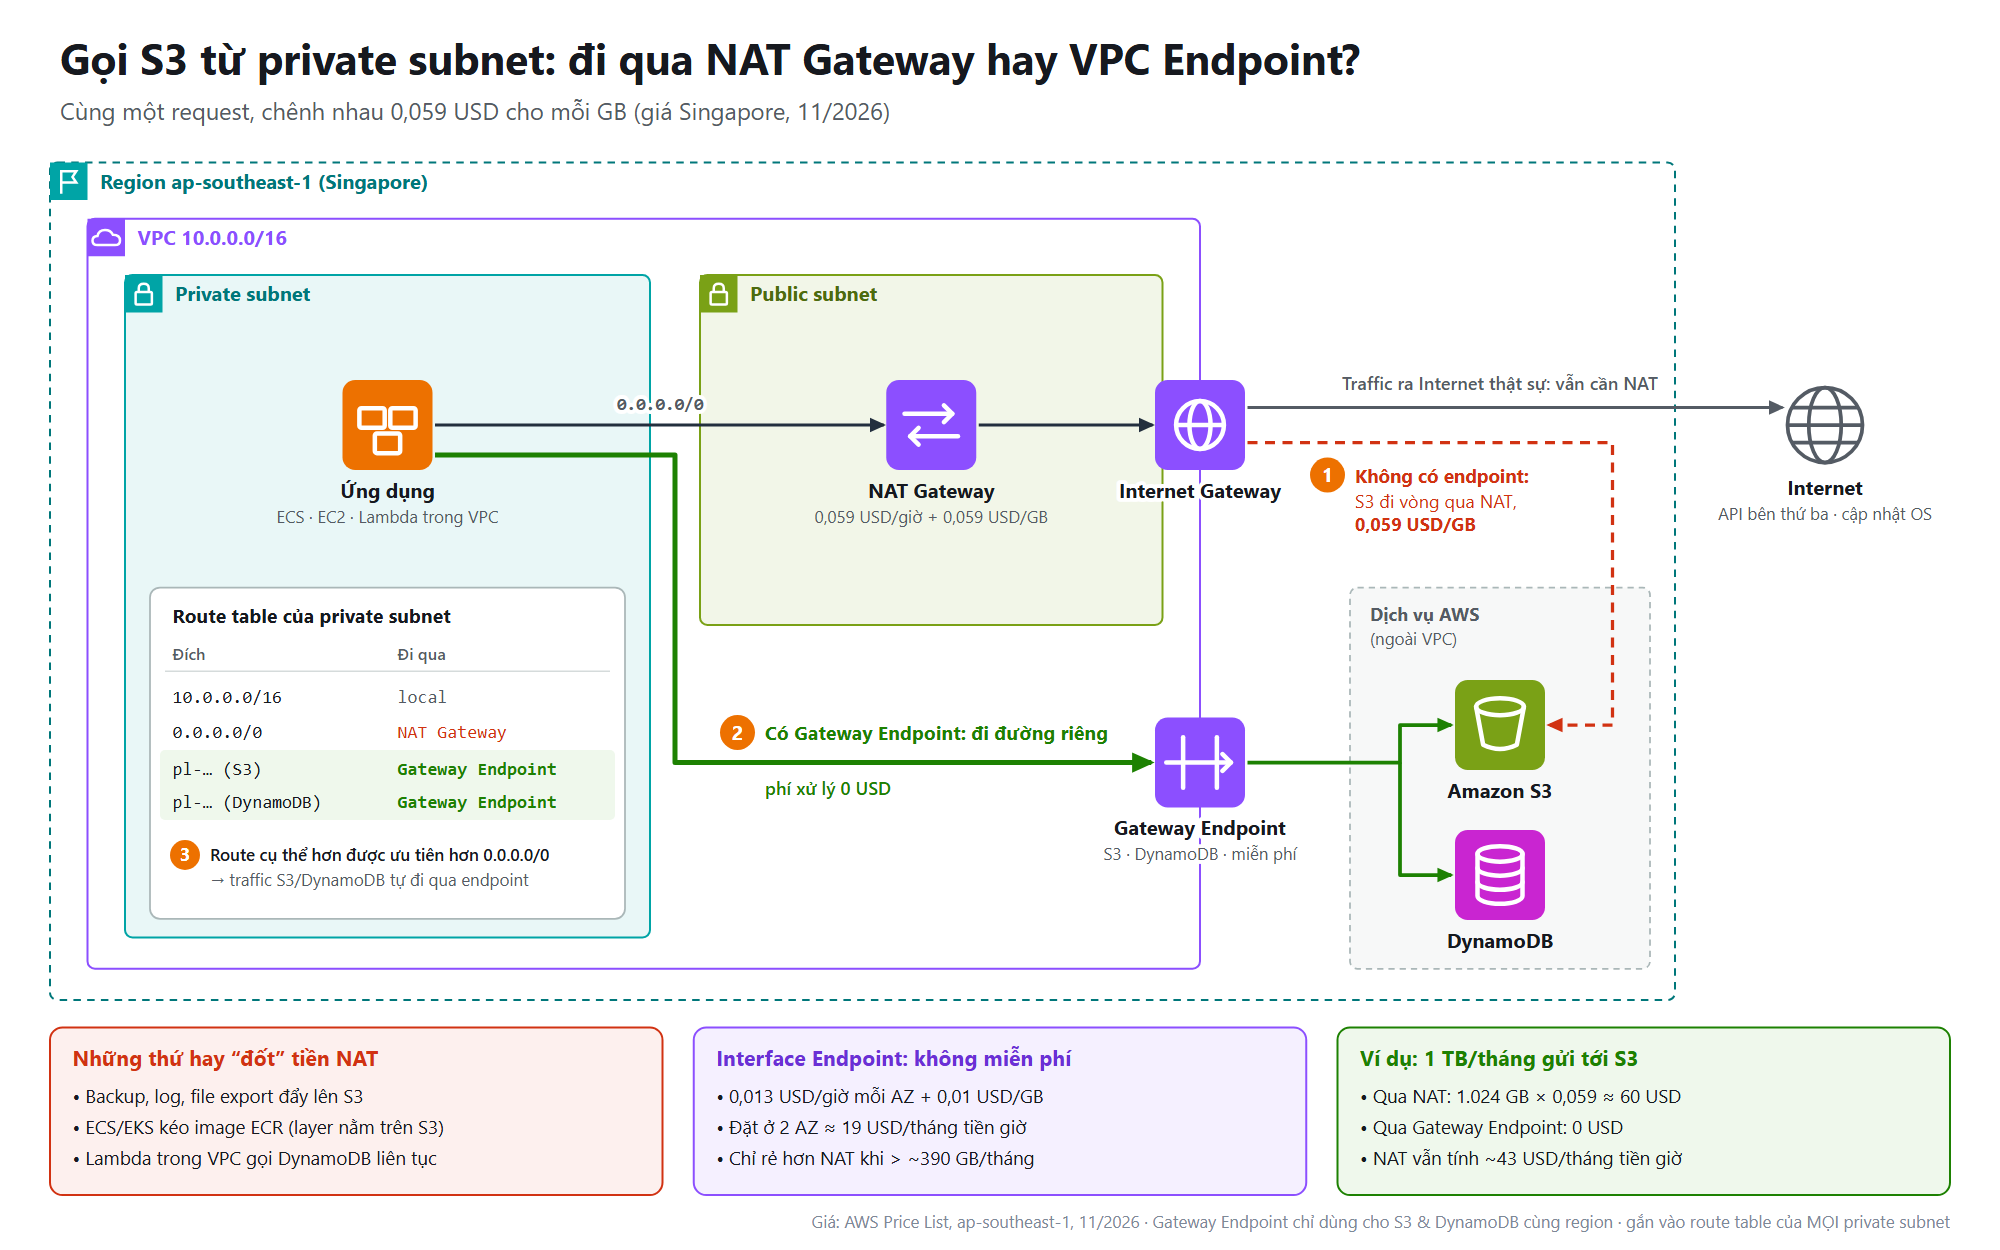 Gọi S3 từ private subnet: đi qua NAT Gateway hay VPC Endpoint?
Cùng một request, chênh nhau 0,059 USD cho mỗi GB (giá Singapore, 11/2026)
Region ap-southeast-1 (Singapore)
VPC 10.0.0.0/16
Private subnet
Public subnet
0.0.0.0/0
Traffic ra Internet thật sự: vẫn cần NAT
Ứng dụng
ECS · EC2 · Lambda trong VPC
NAT Gateway
0,059 USD/giờ + 0,059 USD/GB
Internet Gateway
1
Không có endpoint:
S3 đi vòng qua NAT,
0,059 USD/GB
Internet
API bên thứ ba · cập nhật OS
Route table của private subnet
Đích Đi qua
10.0.0.0/16 local
0.0.0.0/0 NAT Gateway
pl-… (S3) Gateway Endpoint
pl-… (DynamoDB) Gateway Endpoint
3 Route cụ thể hơn được ưu tiên hơn 0.0.0.0/0
→ traffic S3/DynamoDB tự đi qua endpoint
2 Có Gateway Endpoint: đi đường riêng
phí xử lý 0 USD
Gateway Endpoint
S3 · DynamoDB · miễn phí
Dịch vụ AWS
(ngoài VPC)
Amazon S3
DynamoDB
Những thứ hay “đốt” tiền NAT
• Backup, log, file export đẩy lên S3
• ECS/EKS kéo image ECR (layer nằm trên S3)
• Lambda trong VPC gọi DynamoDB liên tục
Interface Endpoint: không miễn phí
• 0,013 USD/giờ mỗi AZ + 0,01 USD/GB
• Đặt ở 2 AZ ≈ 19 USD/tháng tiền giờ
• Chỉ rẻ hơn NAT khi > ~390 GB/tháng
Ví dụ: 1 TB/tháng gửi tới S3
• Qua NAT: 1.024 GB × 0,059 ≈ 60 USD
• Qua Gateway Endpoint: 0 USD
• NAT vẫn tính ~43 USD/tháng tiền giờ
Giá: AWS Price List, ap-southeast-1, 11/2026 · Gateway Endpoint chỉ dùng cho S3 & DynamoDB cùng region · gắn vào route table của MỌI private subnet